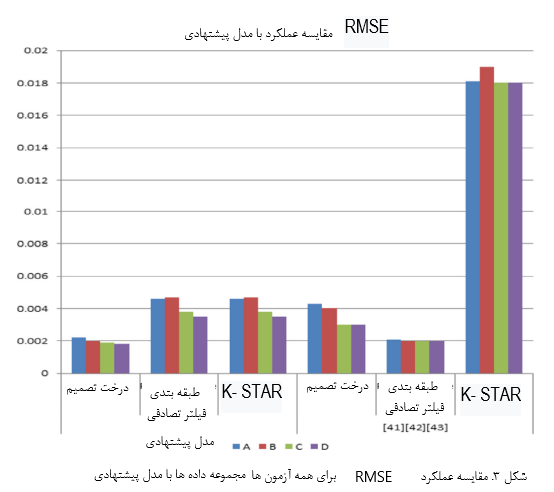 مقایسه عملکرد با مدل پیشنهادی RMSE
0.02
0.018
0.016
0.014
0.012
0.01
0.008
0.006
0.004
0.002
0
درخت تصمیم
طبقه بندی
فیلتر تصادفی
K- STAR
درخت تصمیم
طبقه بندی
فیلتر تصادفی
K- STAR
مدل پیشنهادی
[41][42][43]
A B C D
شکل ۳. مقایسه عملکرد RMSE برای همه آزمون ها مجموعه داده ها با مدل پیشنهادی